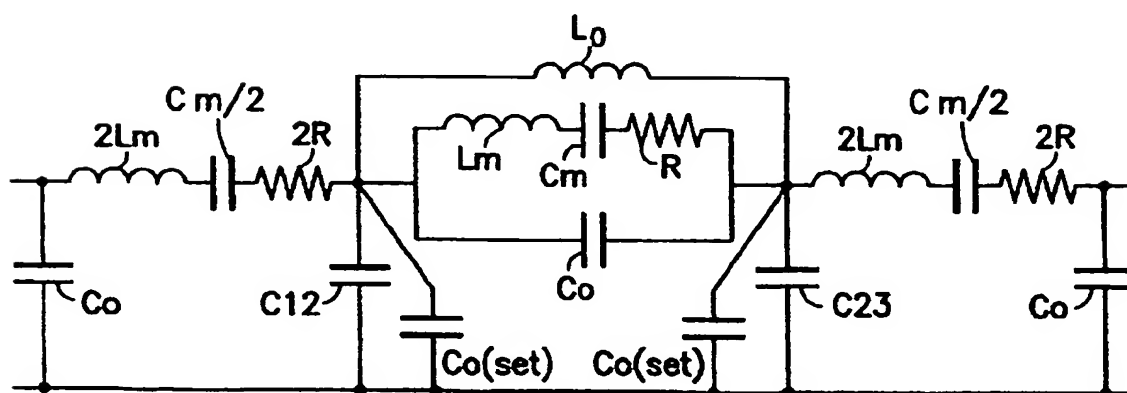 L0
Cm/2
2Lm
2R
Lm
Cm
R
Co
Cm/2
2Lm
2R
Co
C12
Co(set)
Co(set)
C23
Co